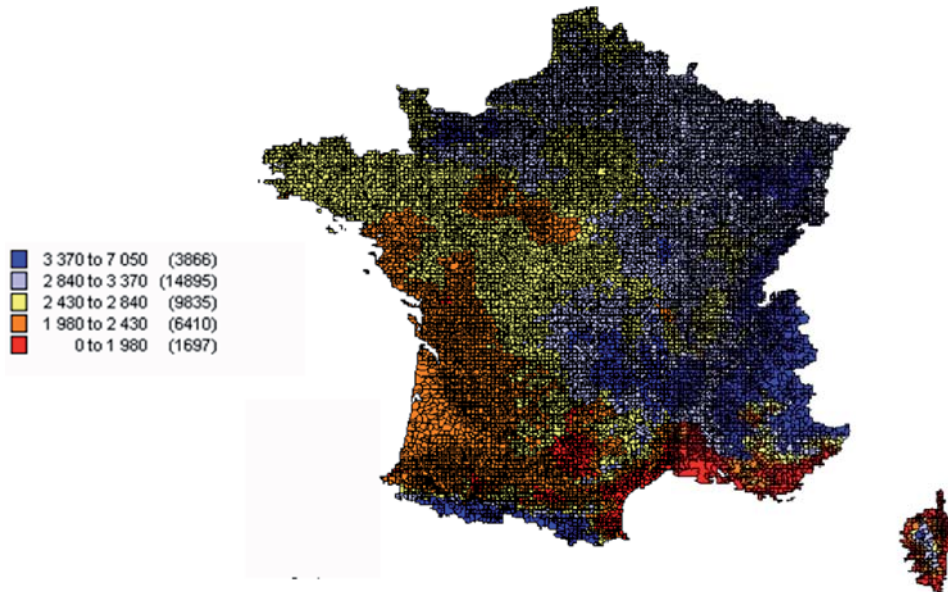 3 370 to 7 050 (3866)
2 840 to 3 370 (14895)
2 430 to 2 840 (9835)
1 980 to 2 430 (6410)
0 to 1 980 (1697)